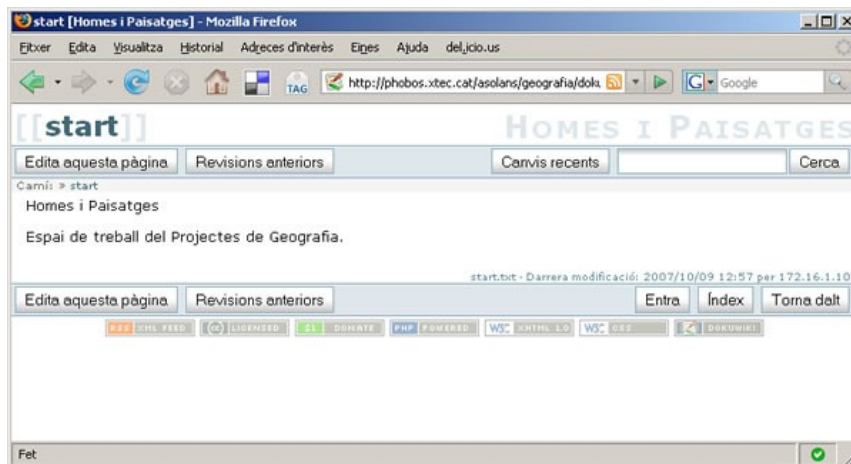 start [Homes i Paisatges] - Mozilla Firefox
Fitxer Edita Visualitza Historial Adreces d'interès Eines Ajuda del.icio.us
TAG http://phobos.xtec.cat/asolans/geografia/doku G Google
[[start]] HOMES I PAISATGES
Edita aquesta pàgina Revisions anteriors Canvis recents Cerca
Camí: » start
Homes i Paisatges
Espai de treball del Projectes de Geografia.
start.txt · Darrera modificació: 2007/10/09 12:57 per 172.16.1.10
Edita aquesta pàgina Revisions anteriors Entra Índex Torna dalt
RSS XML FEED (cc) LICENSED $1 DONATE PHP POWERED W3C XHTML 1.0 W3C CSS DOKUWIKI
Fet